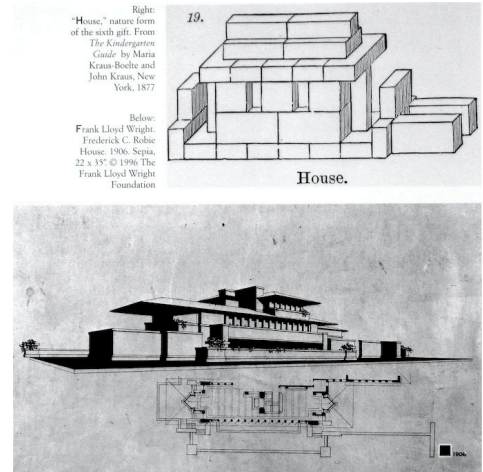 Right:
“House,” nature form
of the sixth gift. From
The Kindergarten
Guide by Maria
Kraus-Boelte and
John Kraus, New
York, 1877
Below:
Frank Lloyd Wright.
Frederick C. Robie
House. 1906. Sepia,
22 x 35". © 1996 The
Frank Lloyd Wright
Foundation
19.
House.
1906